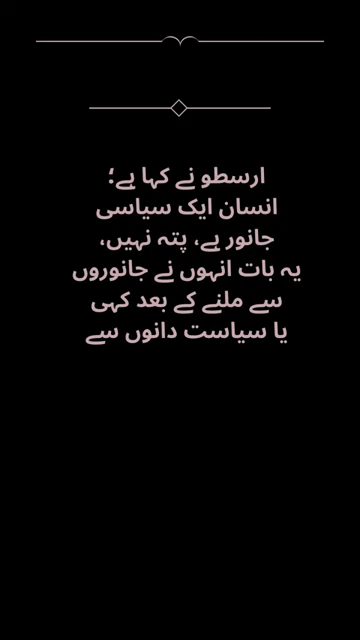 ارسطو نے کہا ہے؛
انسان ایک سیاسی
جانور ہے، پتہ نہیں،
یہ بات انہوں نے جانوروں
سے ملنے کے بعد کہی
یا سیاست دانوں سے